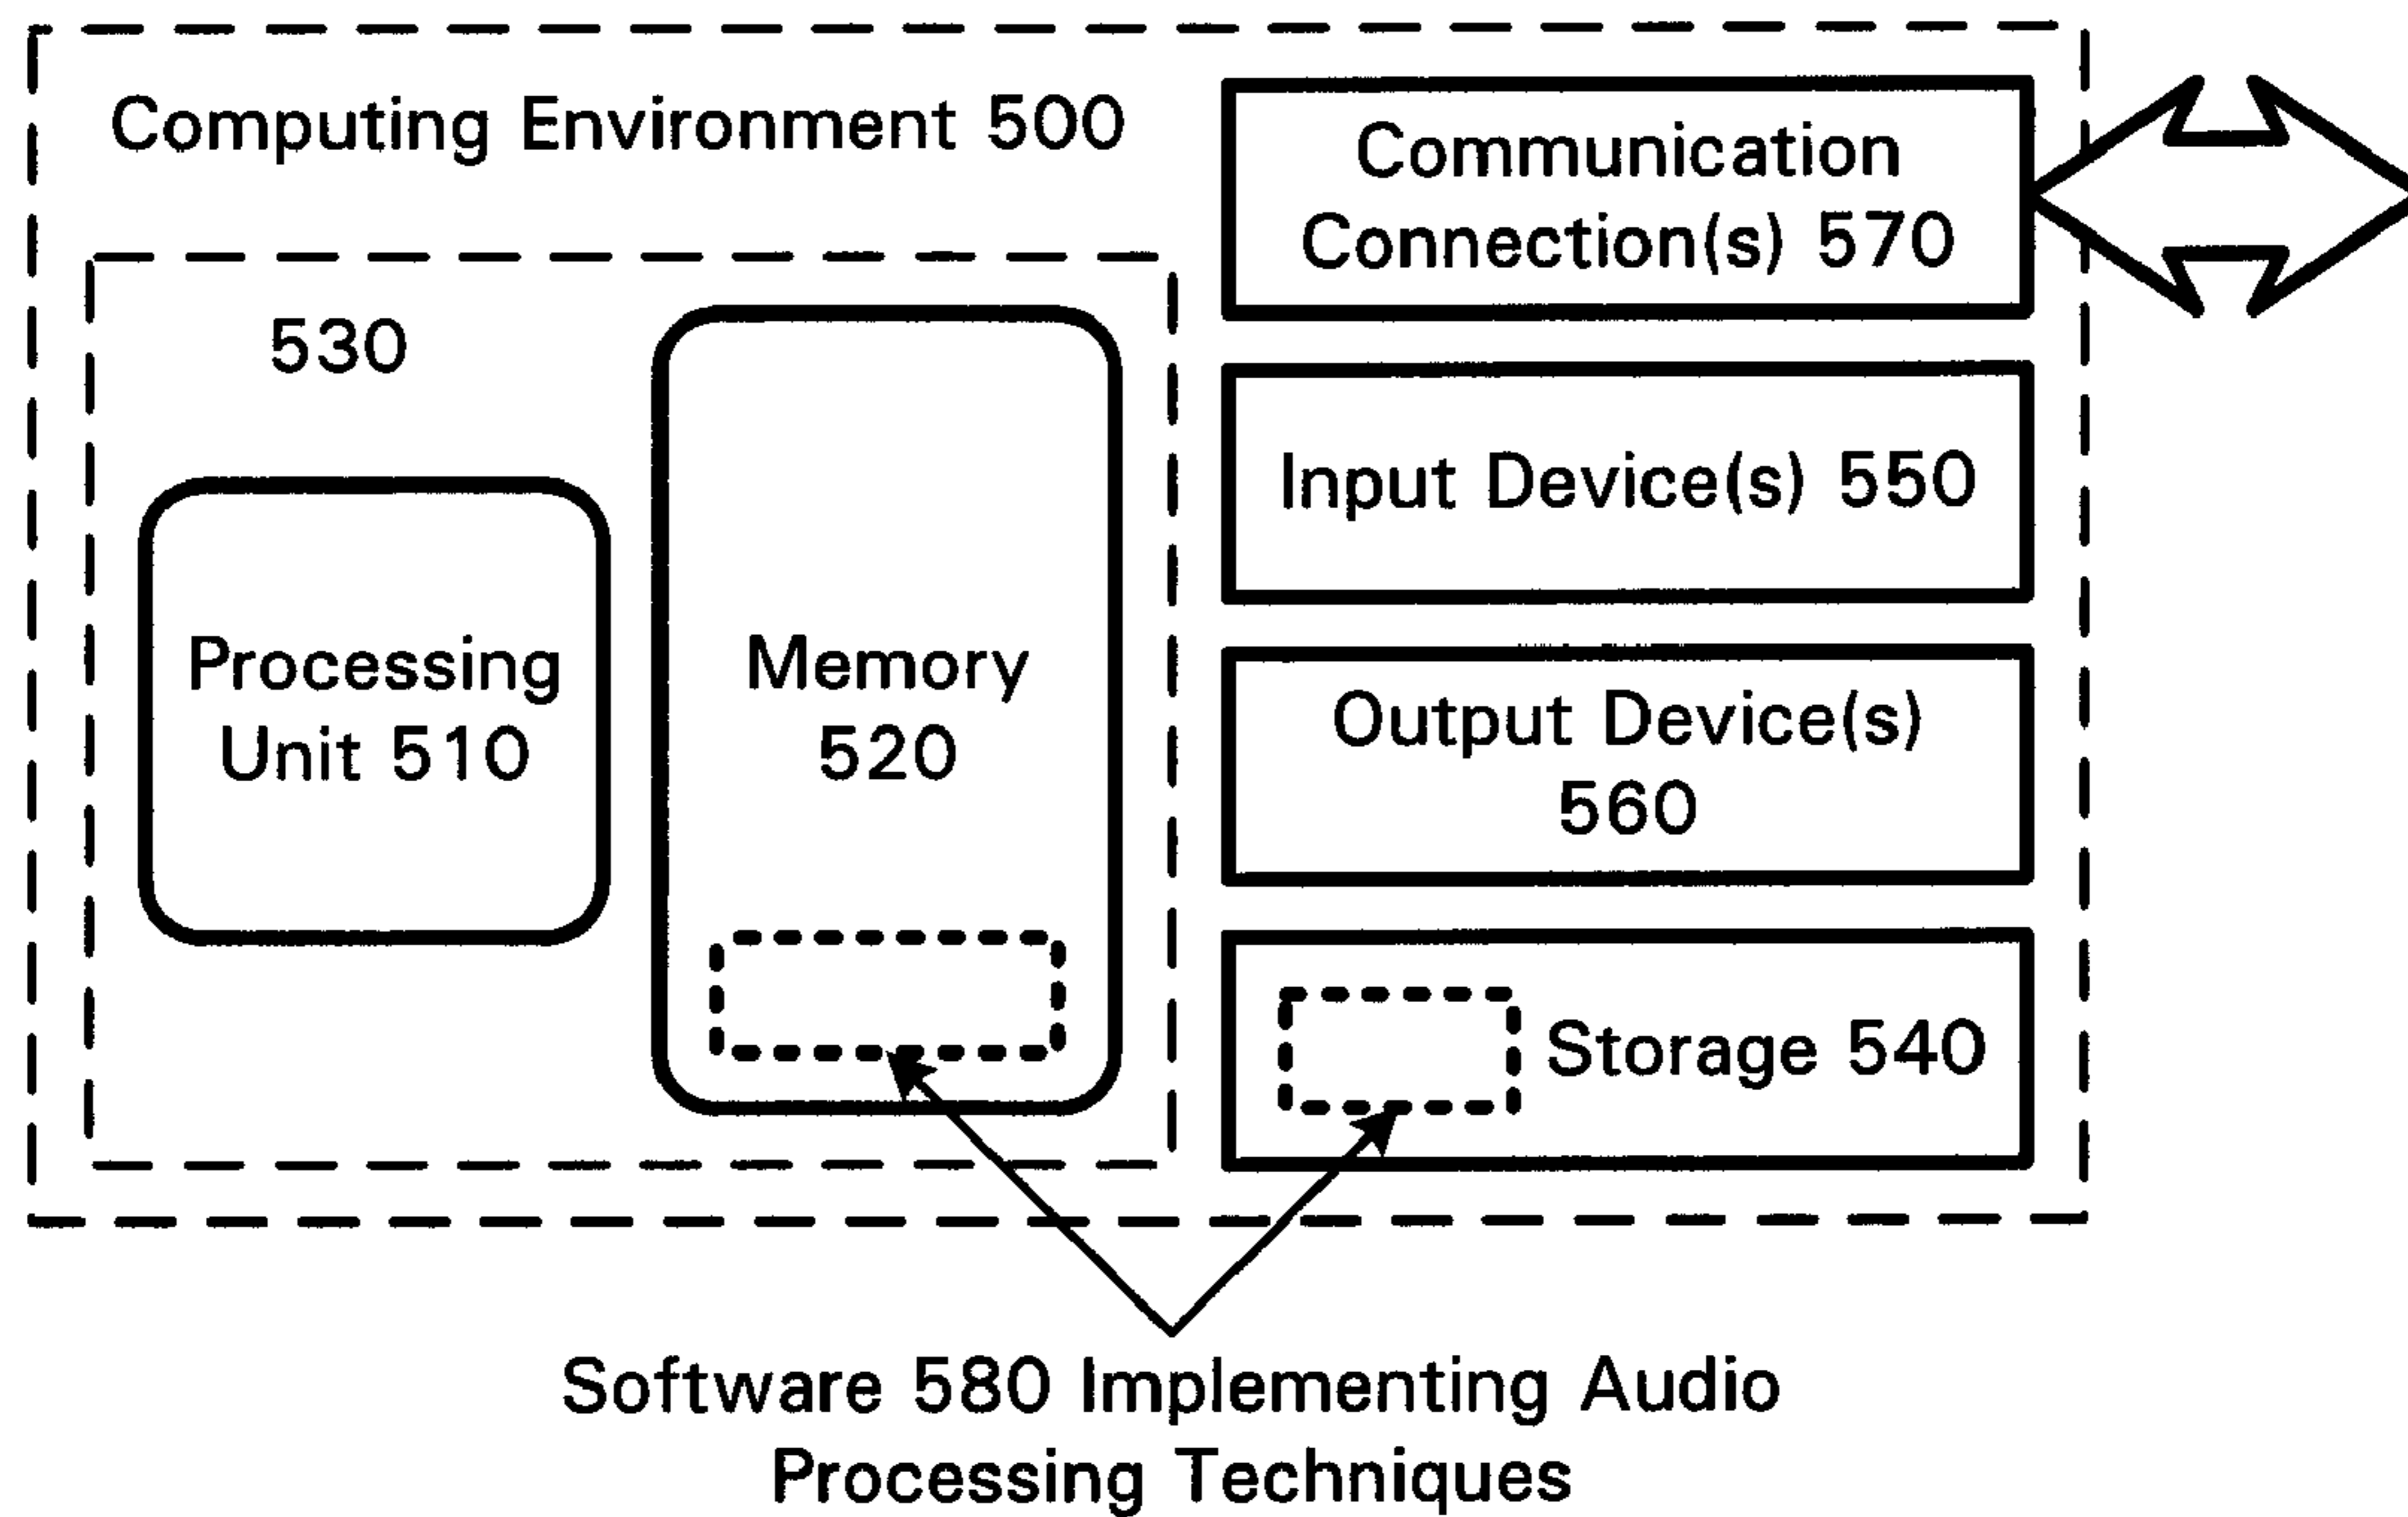 Computing Environment 500
Communication
Connection(s) 570
530
Input Device(s) 550
Processing
Unit 510
Memory
520
Output Device(s)
560
Storage 540
Software 580 Implementing Audio
Processing Techniques